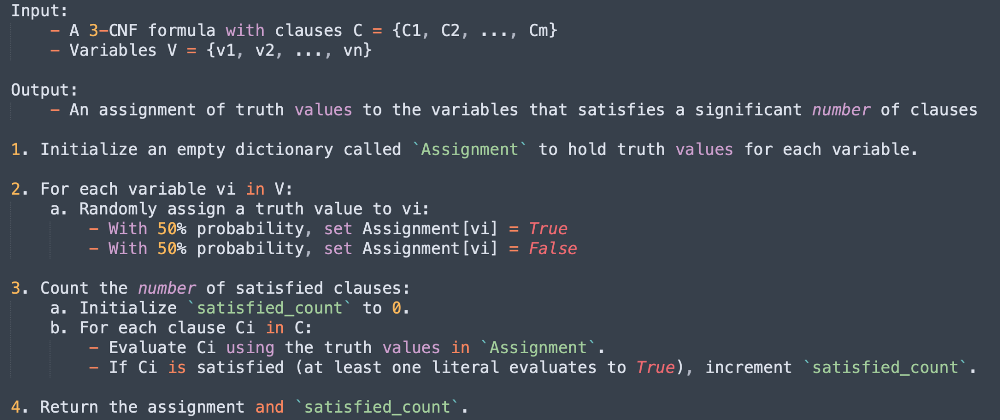 Input:
    - A 3-CNF formula with clauses C = {C1, C2, ..., Cm}
    - Variables V = {v1, v2, ..., vn}

Output:
    - An assignment of truth values to the variables that satisfies a significant number of clauses

1. Initialize an empty dictionary called `Assignment` to hold truth values for each variable.

2. For each variable vi in V:
    a. Randomly assign a truth value to vi:
        - With 50% probability, set Assignment[vi] = True
        - With 50% probability, set Assignment[vi] = False

3. Count the number of satisfied clauses:
    a. Initialize `satisfied_count` to 0.
    b. For each clause Ci in C:
        - Evaluate Ci using the truth values in `Assignment`.
        - If Ci is satisfied (at least one literal evaluates to True), increment `satisfied_count`.

4. Return the assignment and `satisfied_count`.